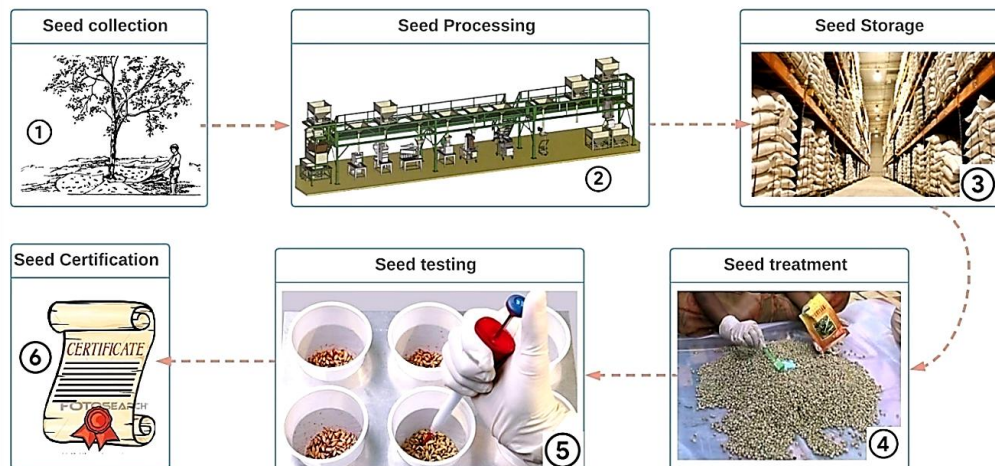 Seed collection
1
Seed Processing
2
Seed Storage
3
Seed treatment
4
Seed testing
5
Seed Certification
6
CERTIFICATE
FOTOSEARCH